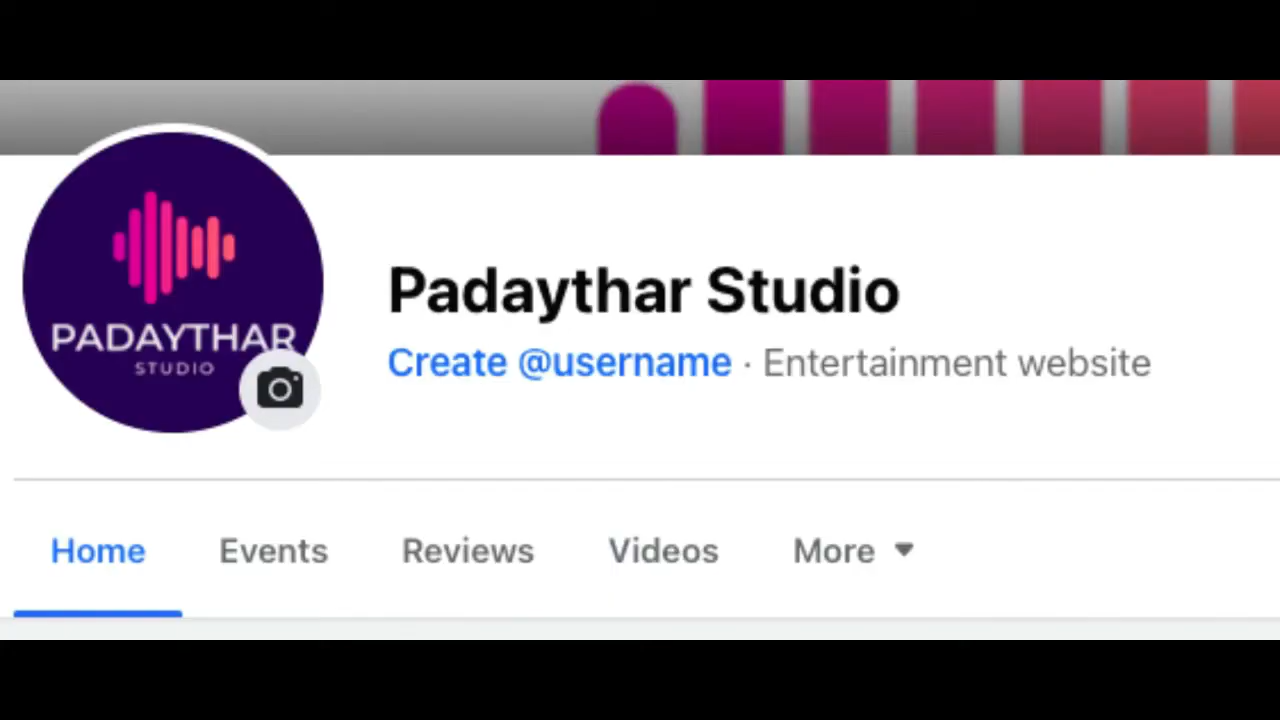 PADAYTHAR
STUDIO
Padaythar Studio
Create @username · Entertainment website
Home Events Reviews Videos More